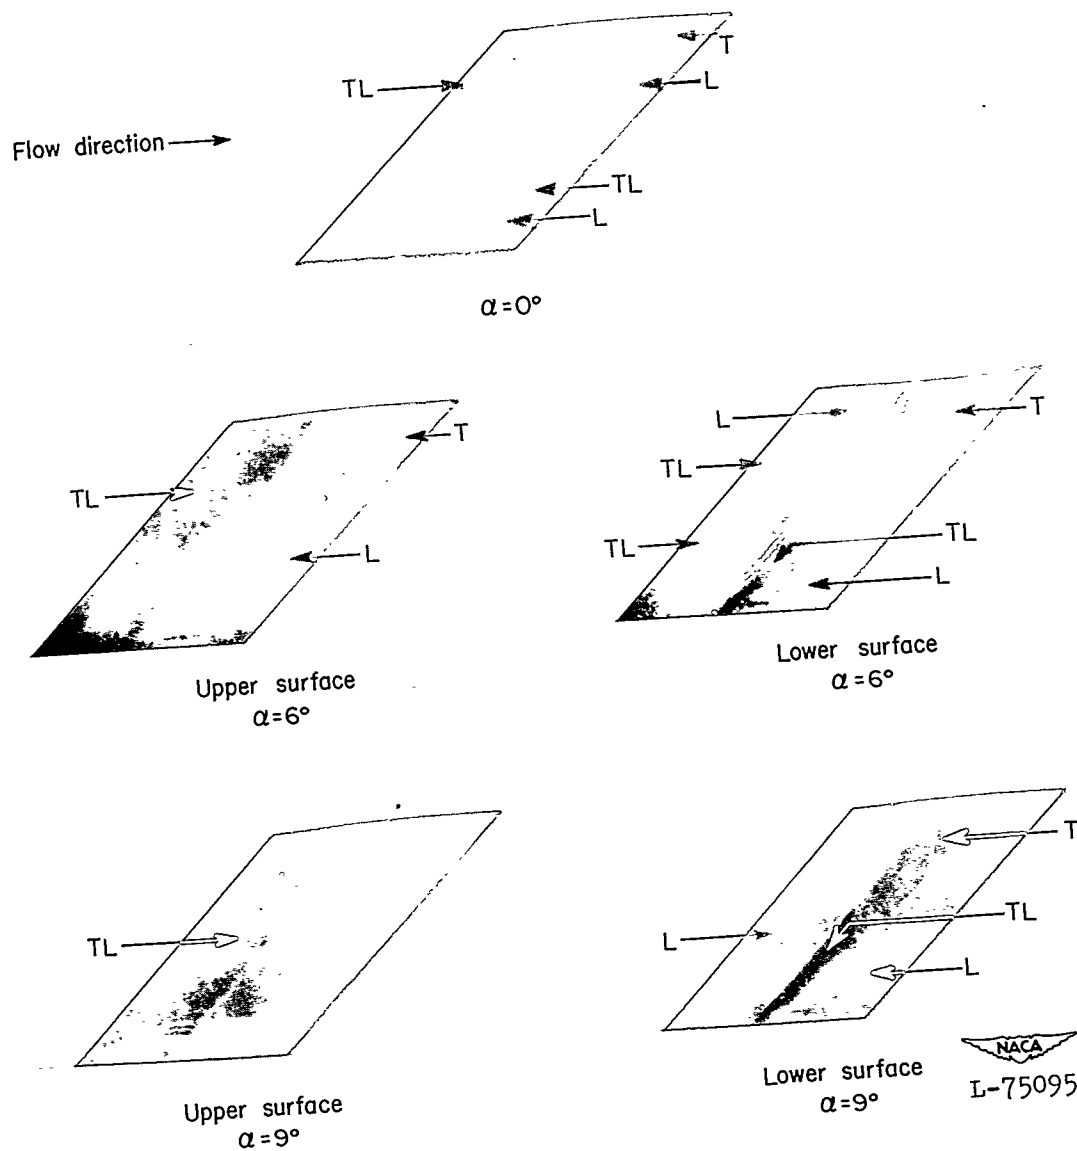 T
TL
L
Flow direction
TL
L
α=0°
T
TL
L
Upper surface
α=6°
L
T
TL
TL
TL
L
Lower surface
α=6°
TL
Upper surface
α=9°
T
TL
L
L
Lower surface
α=9°
NACA
L-75095